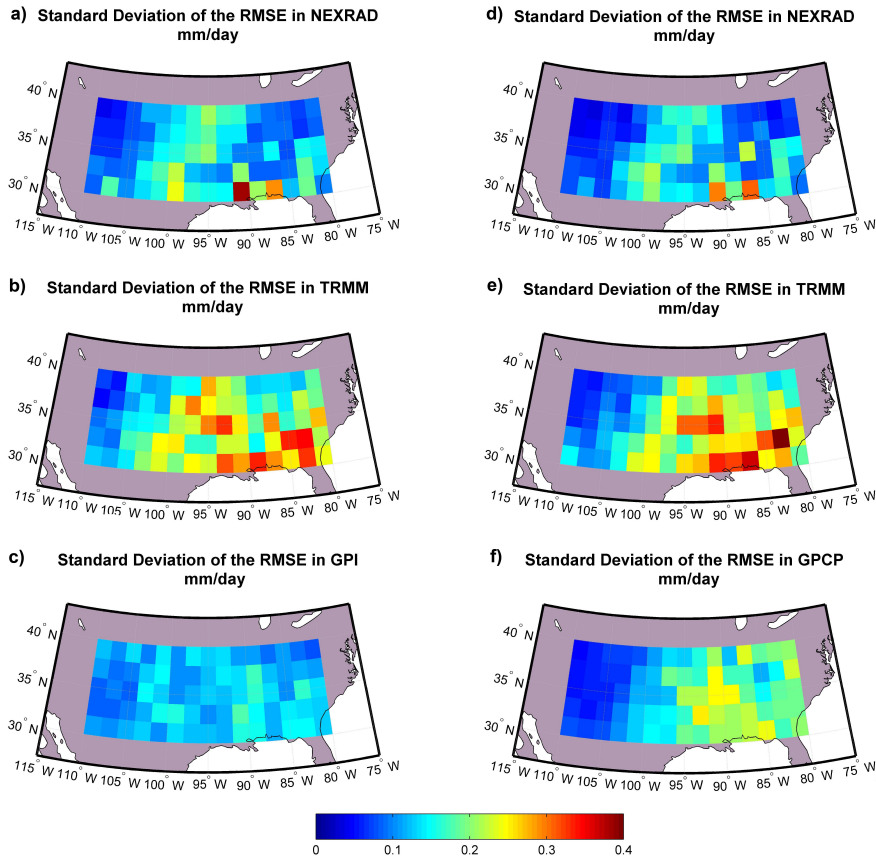 a) Standard Deviation of the RMSE in NEXRAD
mm/day
40° N
35° N
30° N
115° W 110° W 105° W 100° W 95° W 90° W 85° W 80° W 75° W
d) Standard Deviation of the RMSE in NEXRAD
mm/day
40° N
35° N
30° N
115° W 110° W 105° W 100° W 95° W 90° W 85° W 80° W 75° W
b) Standard Deviation of the RMSE in TRMM
mm/day
40° N
35° N
30° N
115° W 110° W 105° W 100° W 95° W 90° W 85° W 80° W 75° W
e) Standard Deviation of the RMSE in TRMM
mm/day
40° N
35° N
30° N
115° W 110° W 105° W 100° W 95° W 90° W 85° W 80° W 75° W
c) Standard Deviation of the RMSE in GPI
mm/day
40° N
35° N
30° N
115° W 110° W 105° W 100° W 95° W 90° W 85° W 80° W 75° W
f) Standard Deviation of the RMSE in GPCP
mm/day
40° N
35° N
30° N
115° W 110° W 105° W 100° W 95° W 90° W 85° W 80° W 75° W
0 0.1 0.2 0.3 0.4